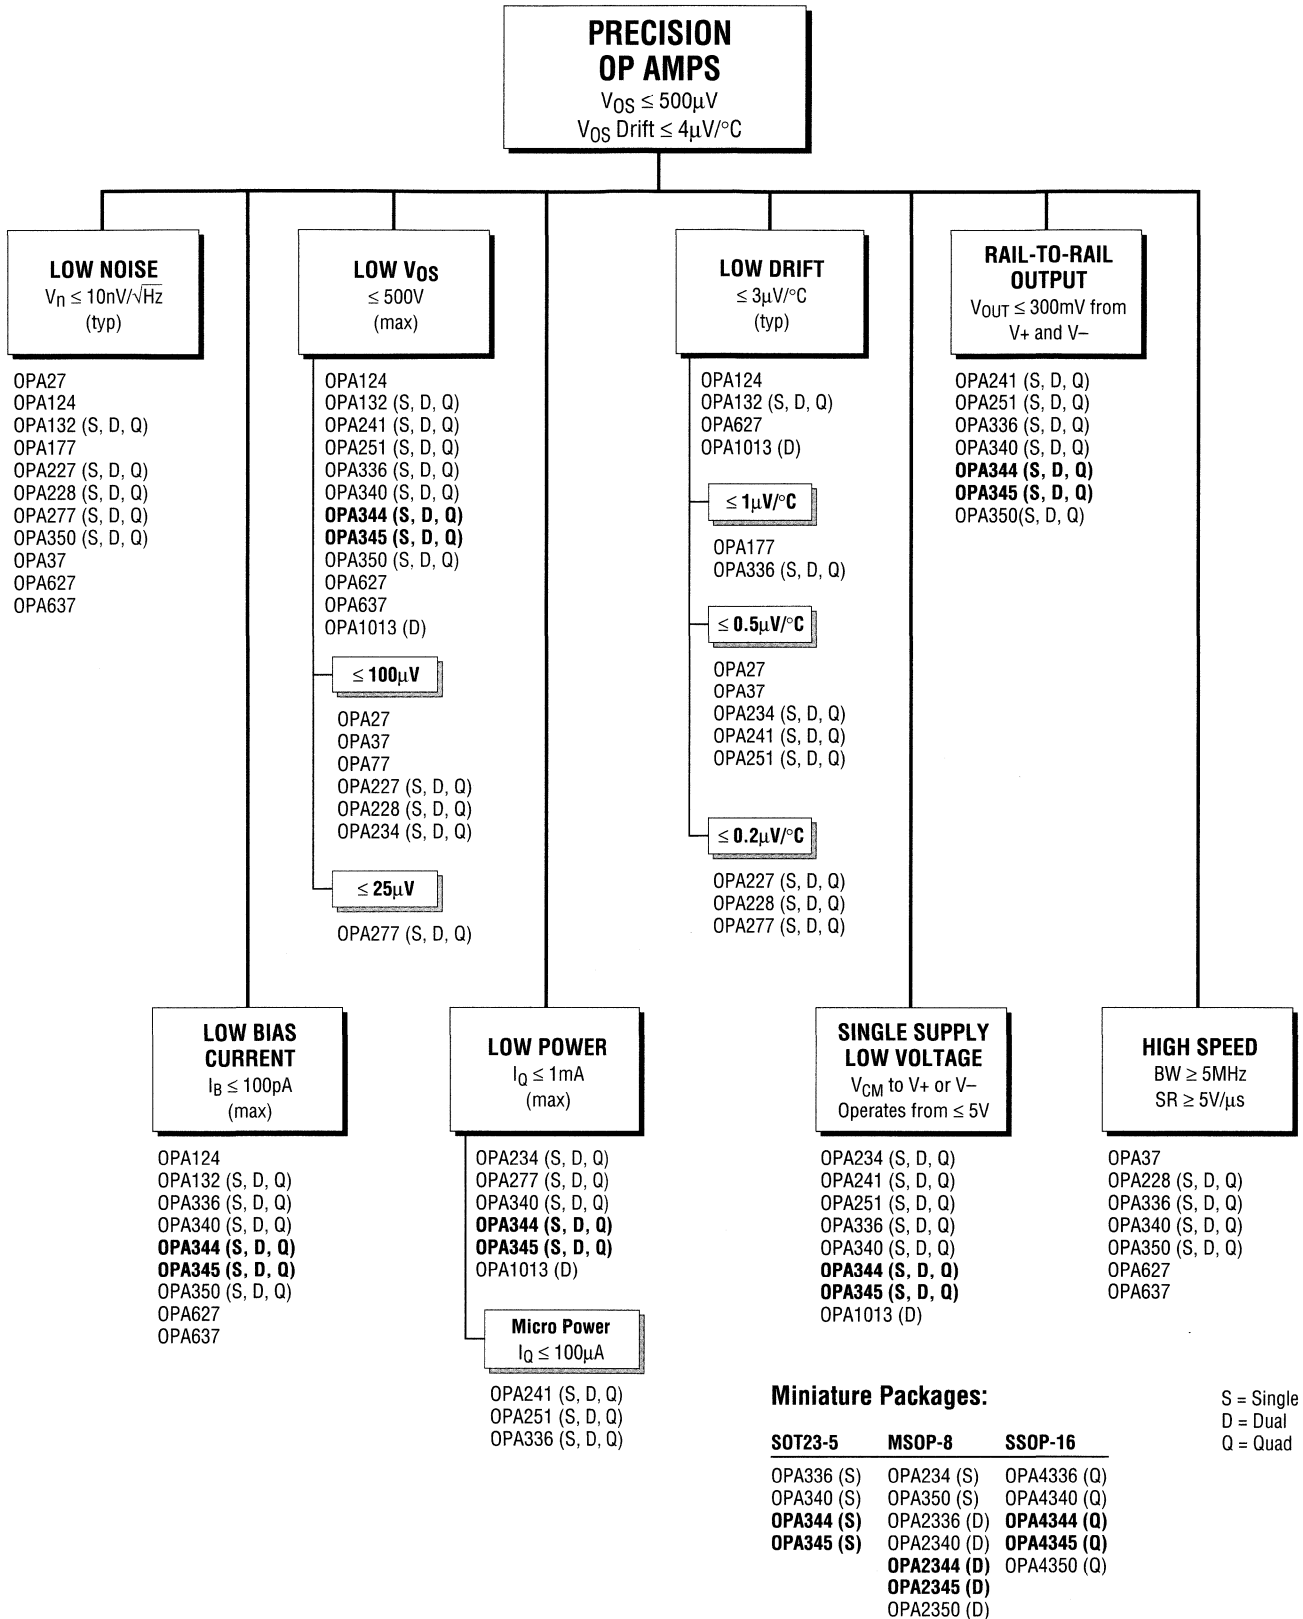 PRECISION
OP AMPS
VOS ≤ 500µV
VOS Drift ≤ 4µV/°C
LOW NOISE
Vn ≤ 10nV/√Hz
(typ)
OPA27
OPA124
OPA132 (S, D, Q)
OPA177
OPA227 (S, D, Q)
OPA228 (S, D, Q)
OPA277 (S, D, Q)
OPA350 (S, D, Q)
OPA37
OPA627
OPA637
LOW VOS
≤ 500V
(max)
OPA124
OPA132 (S, D, Q)
OPA241 (S, D, Q)
OPA251 (S, D, Q)
OPA336 (S, D, Q)
OPA340 (S, D, Q)
OPA344 (S, D, Q)
OPA345 (S, D, Q)
OPA350 (S, D, Q)
OPA627
OPA637
OPA1013 (D)
≤ 100µV
OPA27
OPA37
OPA77
OPA227 (S, D, Q)
OPA228 (S, D, Q)
OPA234 (S, D, Q)
≤ 25µV
OPA277 (S, D, Q)
LOW DRIFT
≤ 3µV/°C
(typ)
OPA124
OPA132 (S, D, Q)
OPA627
OPA1013 (D)
≤ 1µV/°C
OPA177
OPA336 (S, D, Q)
≤ 0.5µV/°C
OPA27
OPA37
OPA234 (S, D, Q)
OPA241 (S, D, Q)
OPA251 (S, D, Q)
≤ 0.2µV/°C
OPA227 (S, D, Q)
OPA228 (S, D, Q)
OPA277 (S, D, Q)
RAIL-TO-RAIL
OUTPUT
VOUT ≤ 300mV from
V+ and V–
OPA241 (S, D, Q)
OPA251 (S, D, Q)
OPA336 (S, D, Q)
OPA340 (S, D, Q)
OPA344 (S, D, Q)
OPA345 (S, D, Q)
OPA350(S, D, Q)
LOW BIAS
CURRENT
IB ≤ 100pA
(max)
OPA124
OPA132 (S, D, Q)
OPA336 (S, D, Q)
OPA340 (S, D, Q)
OPA344 (S, D, Q)
OPA345 (S, D, Q)
OPA350 (S, D, Q)
OPA627
OPA637
LOW POWER
IQ ≤ 1mA
(max)
OPA234 (S, D, Q)
OPA277 (S, D, Q)
OPA340 (S, D, Q)
OPA344 (S, D, Q)
OPA345 (S, D, Q)
OPA1013 (D)
Micro Power
IQ ≤ 100µA
OPA241 (S, D, Q)
OPA251 (S, D, Q)
OPA336 (S, D, Q)
SINGLE SUPPLY
LOW VOLTAGE
VCM to V+ or V–
Operates from ≤ 5V
OPA234 (S, D, Q)
OPA241 (S, D, Q)
OPA251 (S, D, Q)
OPA336 (S, D, Q)
OPA340 (S, D, Q)
OPA344 (S, D, Q)
OPA345 (S, D, Q)
OPA1013 (D)
HIGH SPEED
BW ≥ 5MHz
SR ≥ 5V/µs
OPA37
OPA228 (S, D, Q)
OPA336 (S, D, Q)
OPA340 (S, D, Q)
OPA350 (S, D, Q)
OPA627
OPA637
Miniature Packages:
SOT23-5 MSOP-8 SSOP-16
OPA336 (S) OPA234 (S) OPA4336 (Q)
OPA340 (S) OPA350 (S) OPA4340 (Q)
OPA344 (S) OPA2336 (D) OPA4344 (Q)
OPA345 (S) OPA2340 (D) OPA4345 (Q)
OPA2344 (D) OPA4350 (Q)
OPA2345 (D)
OPA2350 (D)
S = Single
D = Dual
Q = Quad